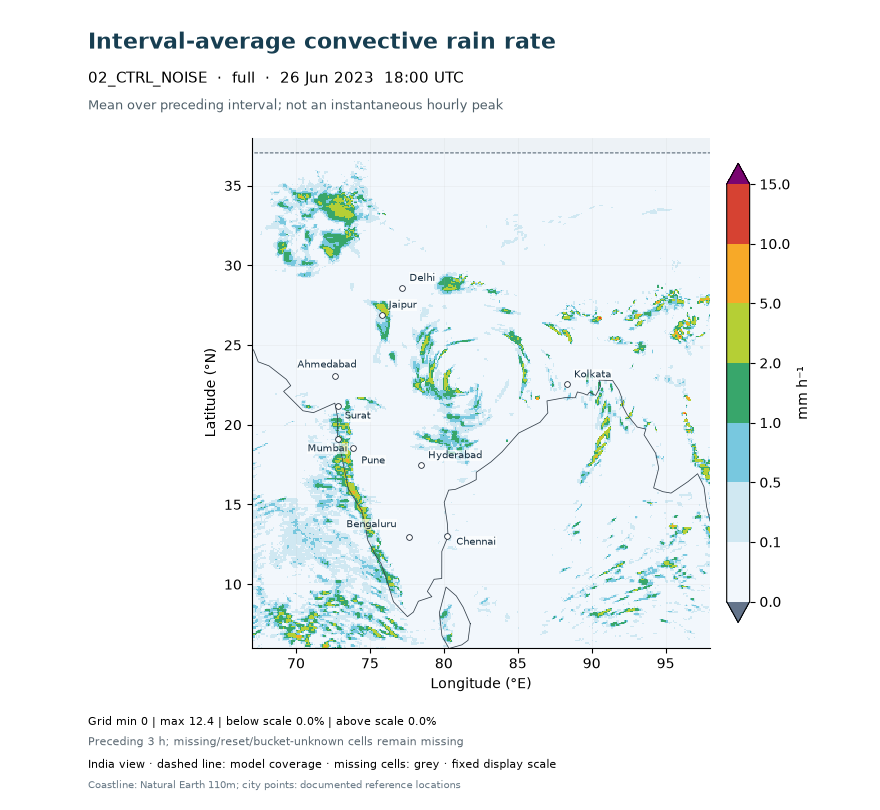 Interval-average convective rain rate
02_CTRL_NOISE · full · 26 Jun 2023 18:00 UTC
Mean over preceding interval; not an instantaneous hourly peak
35
30
25
20
15
10
Latitude (°N)
70
75
80
85
90
95
Longitude (°E)
Delhi
Jaipur
Ahmedabad
Kolkata
Surat
Mumbai
Pune
Hyderabad
Bengaluru
Chennai
15.0
10.0
5.0
2.0
1.0
0.5
0.1
0.0
mm h⁻¹
Grid min 0 | max 12.4 | below scale 0.0% | above scale 0.0%
Preceding 3 h; missing/reset/bucket-unknown cells remain missing
India view · dashed line: model coverage · missing cells: grey · fixed display scale
Coastline: Natural Earth 110m; city points: documented reference locations